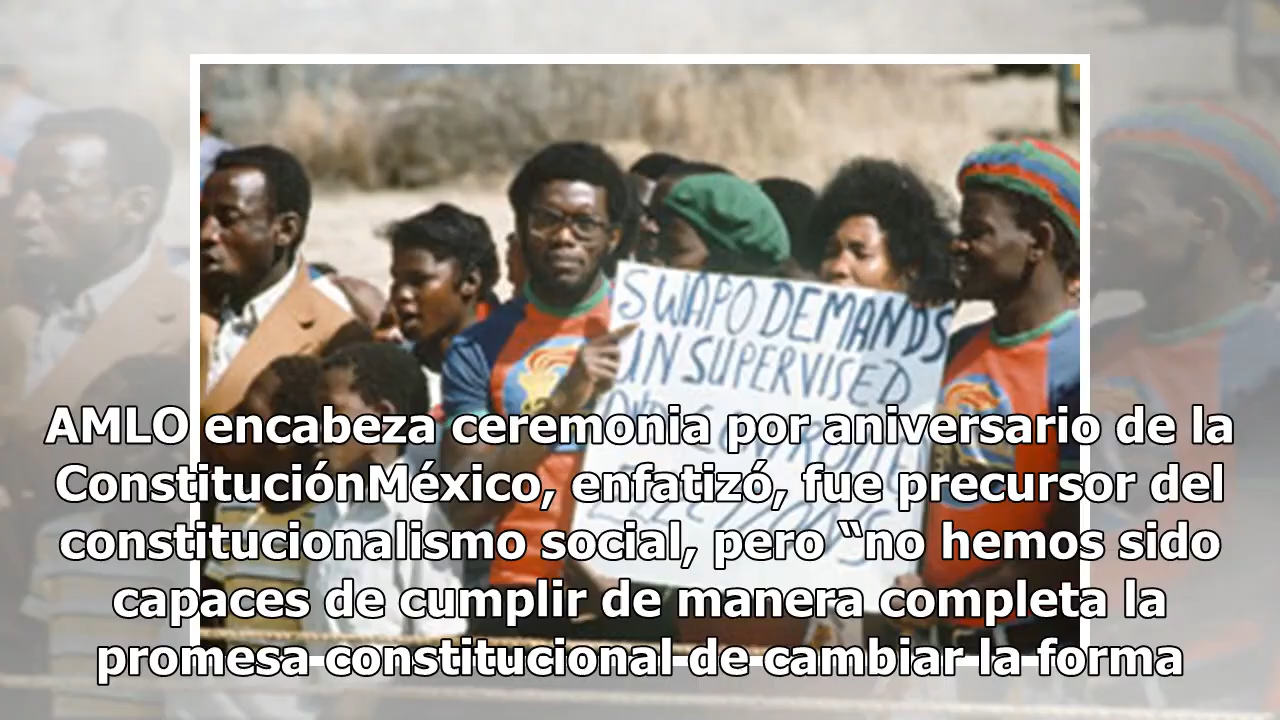 SWAPO DEMANDS
UN SUPERVISED
AMLO encabeza ceremonia por aniversario de la
ConstituciónMéxico, enfatizó, fue precursor del
constitucionalismo social, pero “no hemos sido
capaces de cumplir de manera completa la
promesa constitucional de cambiar la forma